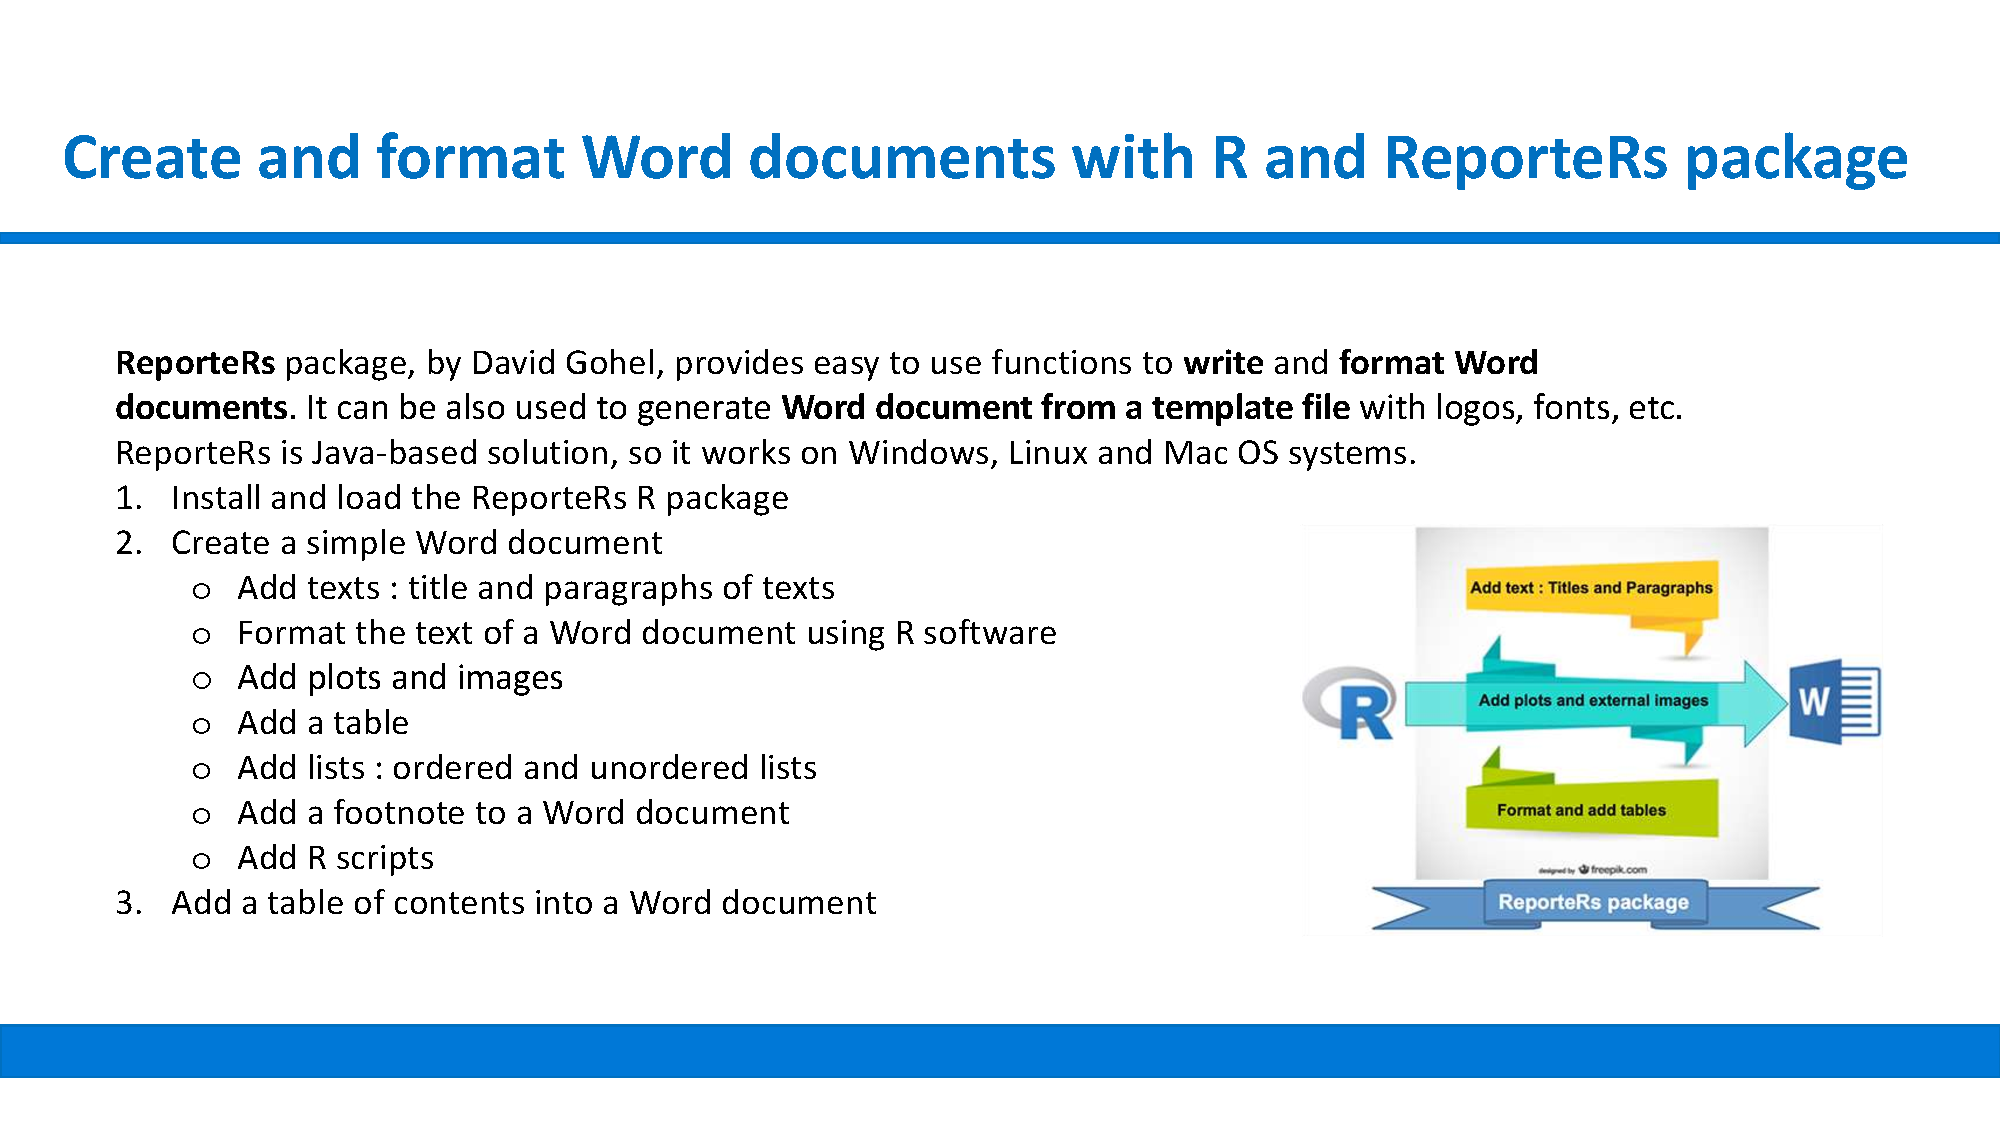 Create and format Word documents with R and ReporteRs package
ReporteRs package, by David Gohel, provides easy to use functions to write and format Word
documents. It can be also used to generate Word document from a template file with logos, fonts, etc.
ReporteRs is Java-based solution, so it works on Windows, Linux and Mac OS systems.
1. Install and load the ReporteRs R package
2. Create a simple Word document
o Add texts : title and paragraphs of texts
o Format the text of a Word document using R software
o Add plots and images
o Add a table
o Add lists : ordered and unordered lists
o Add a footnote to a Word document
o Add R scripts
3. Add a table of contents into a Word document
Add text : Titles and Paragraphs
R
Add plots and external images
W
Format and add tables
designed by freepik.com
ReporteRs package